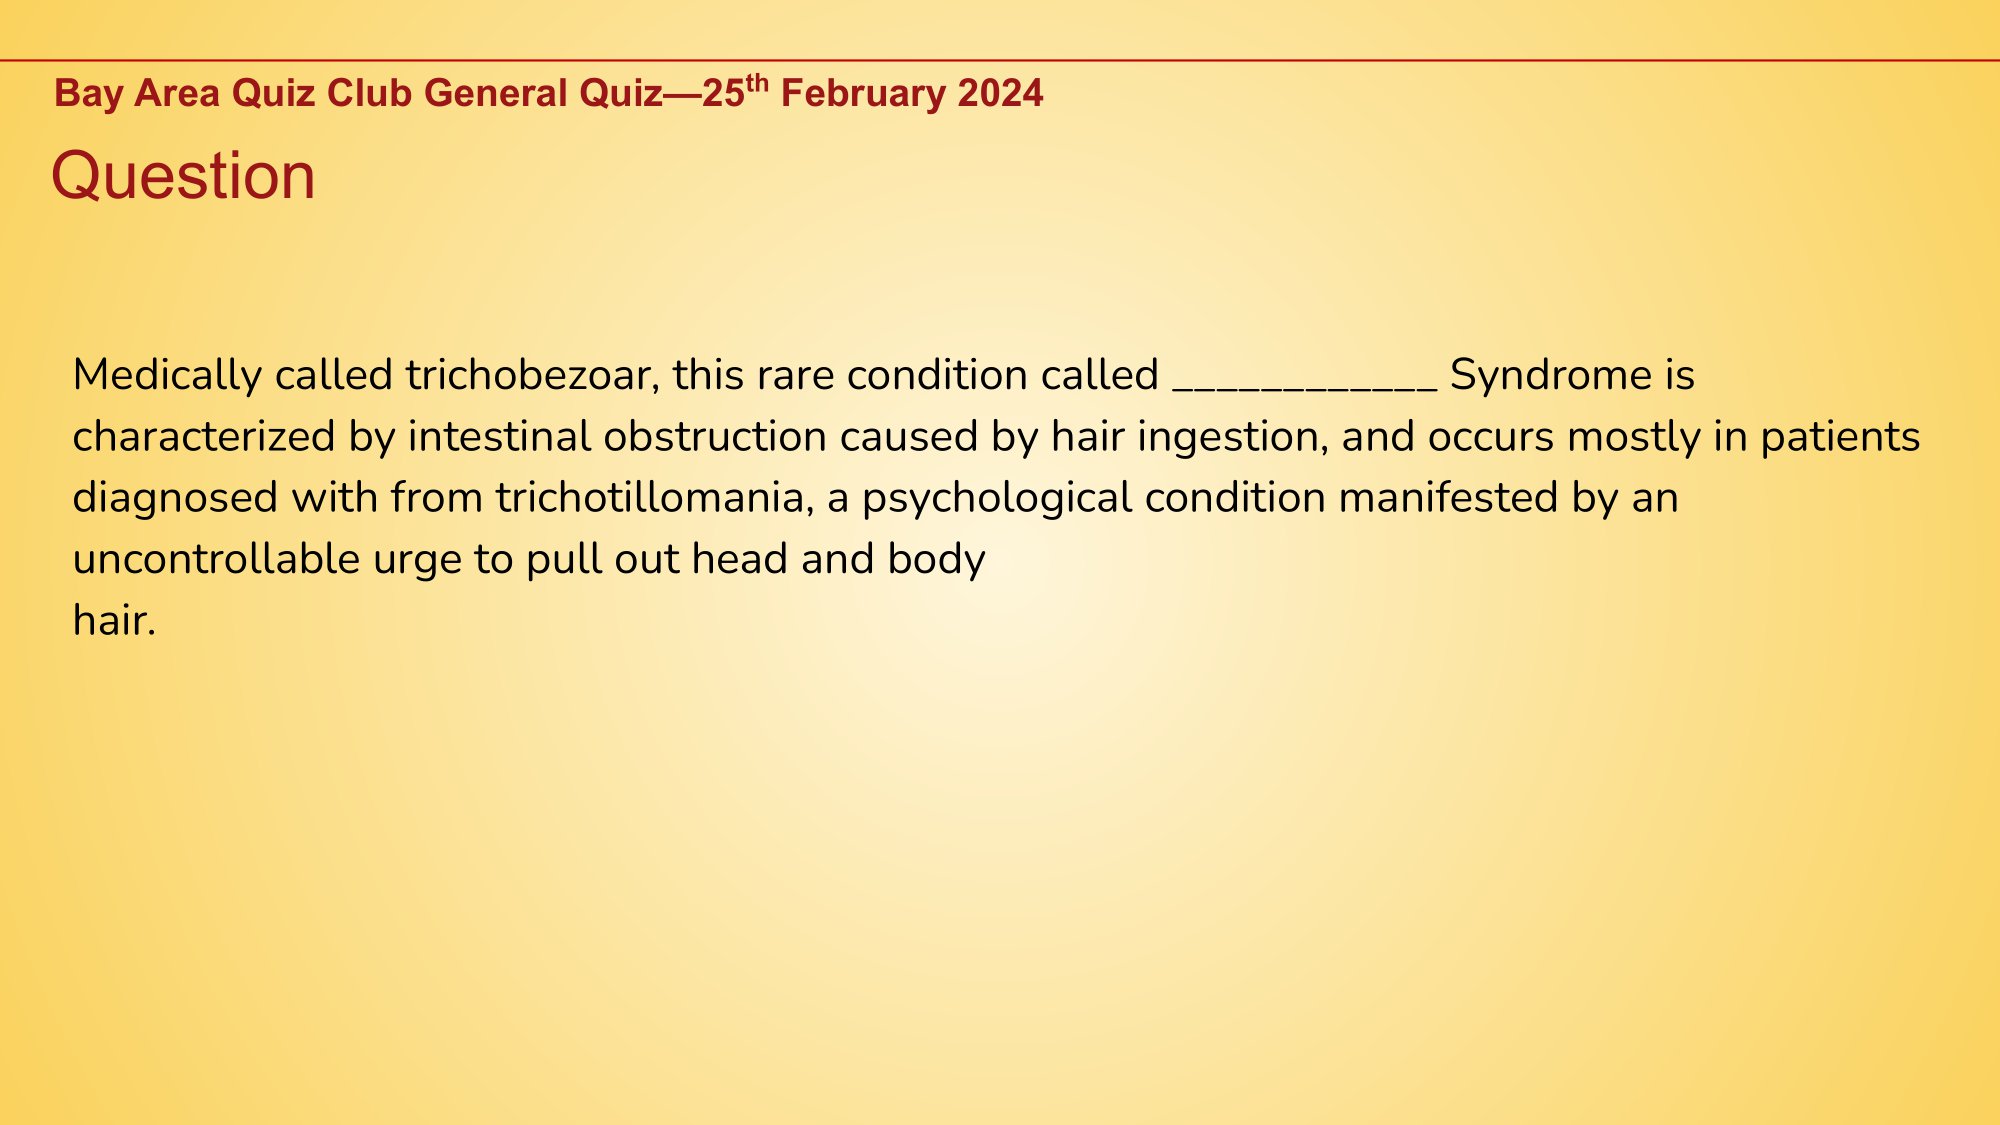 Bay Area Quiz Club General Quiz—25th February 2024
Question
Medically called trichobezoar, this rare condition called ____________ Syndrome is
characterized by intestinal obstruction caused by hair ingestion, and occurs mostly in patients
diagnosed with from trichotillomania, a psychological condition manifested by an
uncontrollable urge to pull out head and body
hair.